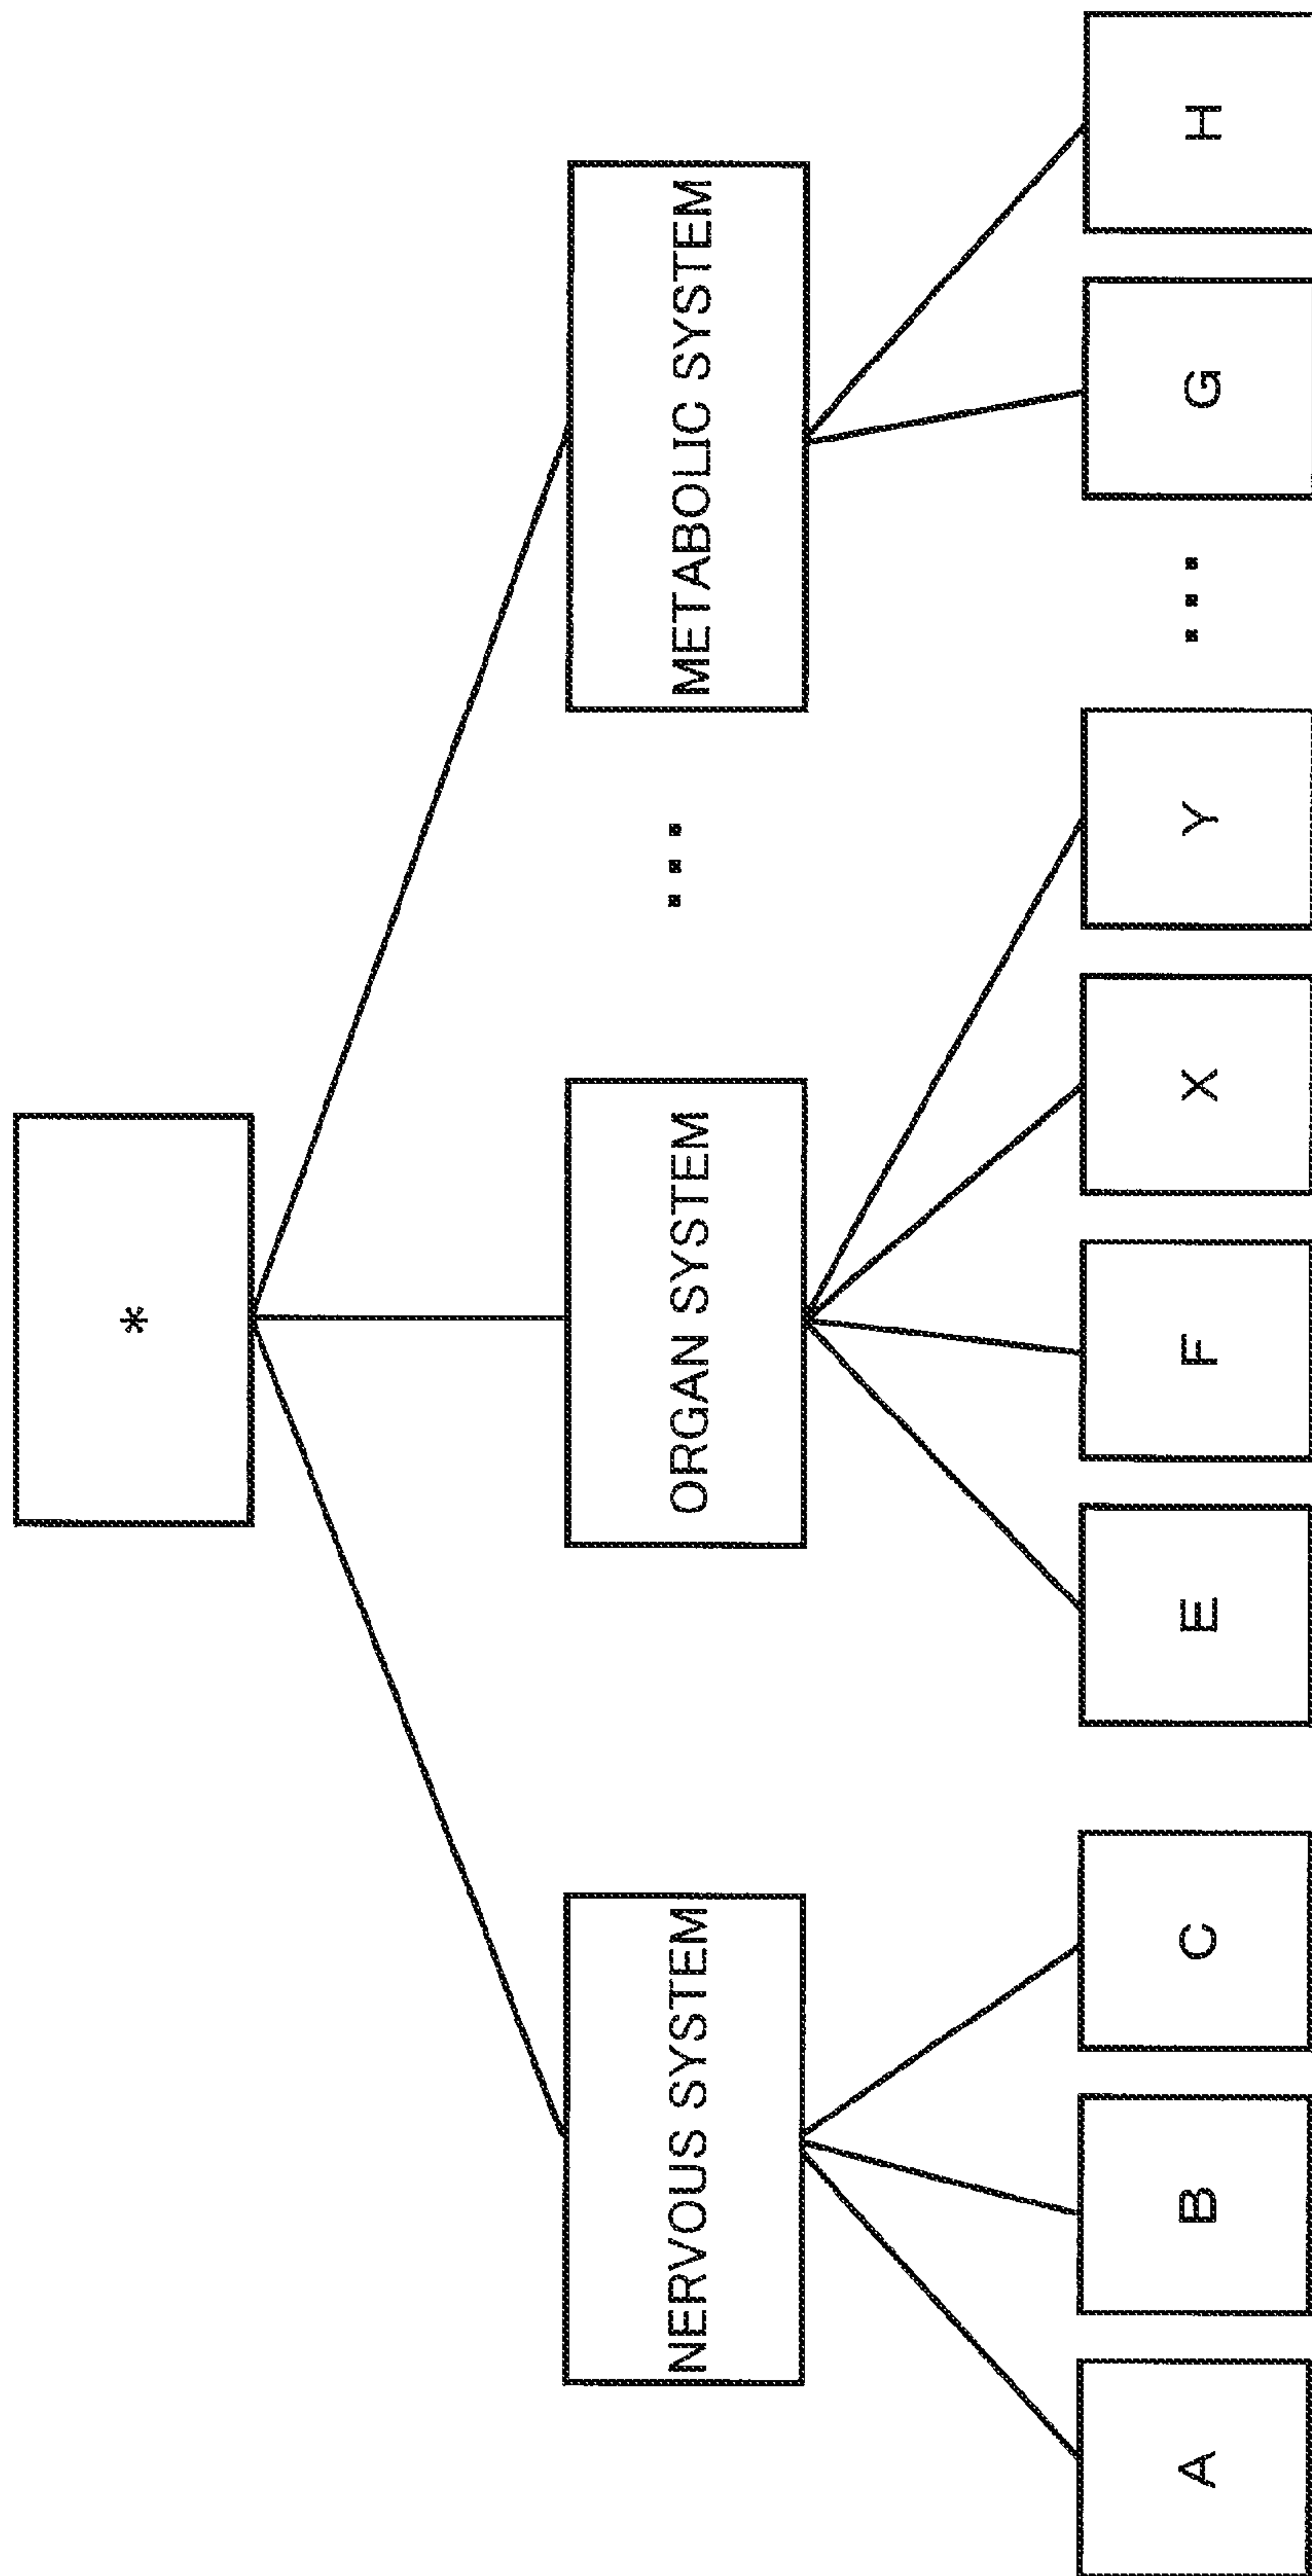 *
NERVOUS SYSTEM
ORGAN SYSTEM
...
METABOLIC SYSTEM
A
B
C
E
F
X
Y
...
G
H